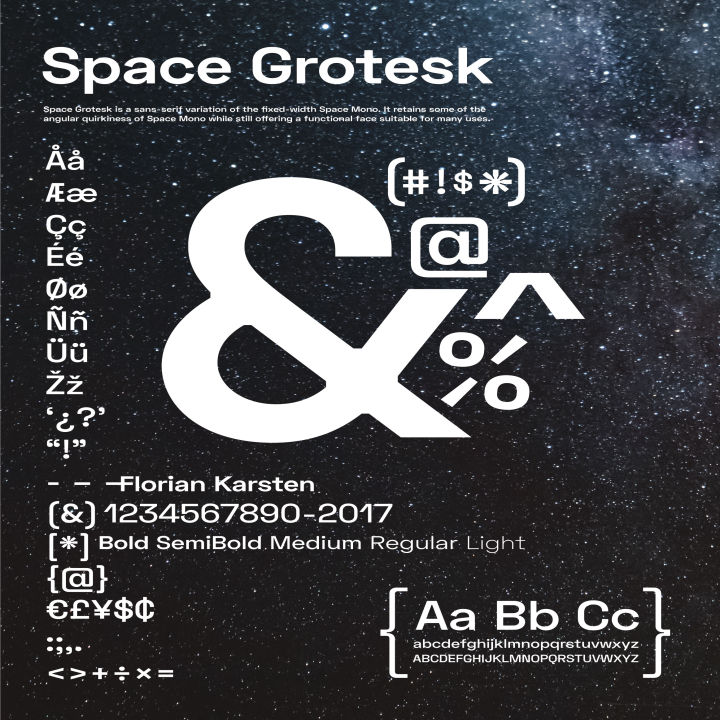 Space Grotesk
Space Grotesk is a sans-serif variation of the fixed-width Space Mono. It retains some of the
angular quirkiness of Space Mono while still offering a functional face suitable for many uses.
Åå
Ææ
Çç
Éé
Øø
Ññ
Üü
Žž
‘¿?’
“!”
&
(#!$*)
@
^
%
- – —Florian Karsten
(&) 1234567890-2017
[*] Bold SemiBold Medium Regular Light
{@}
€£¥$₵
:;,.
<>+÷×=
{Aa Bb Cc}
abcdefghijklmnopqrstuvwxyz
ABCDEFGHIJKLMNOPQRSTUVWXYZ